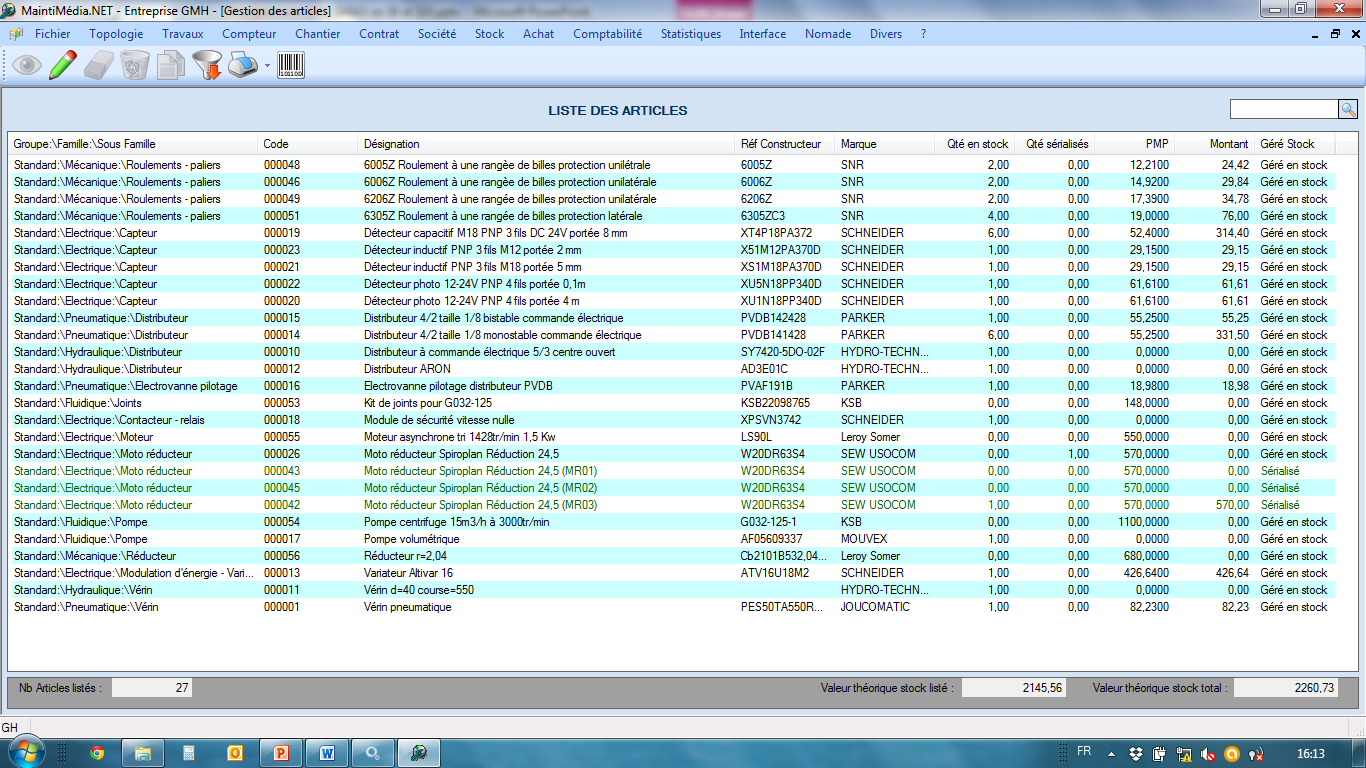 MaintiMédia.NET - Entreprise GMH - [Gestion des articles]
Fichier Topologie Travaux Compteur Chantier Contrat Société Stock Achat Comptabilité Statistiques Interface Nomade Divers ?
LISTE DES ARTICLES
Groupe:\Famille:\Sous Famille Code Désignation Réf Constructeur Marque Qté en stock Qté sérialisés PMP Montant Géré Stock
Standard:\Mécanique:\Roulements - paliers 000048 6005Z Roulement à une rangèe de billes protection unilétrale 6005Z SNR 2,00 0,00 12,2100 24,42 Géré en stock
Standard:\Mécanique:\Roulements - paliers 000046 6006Z Roulement à une rangèe de billes protection unilatérale 6006Z SNR 2,00 0,00 14,9200 29,84 Géré en stock
Standard:\Mécanique:\Roulements - paliers 000049 6206Z Roulement à une rangée de billes protection unilatérale 6206Z SNR 2,00 0,00 17,3900 34,78 Géré en stock
Standard:\Mécanique:\Roulements - paliers 000051 6305Z Roulement à une rangée de billes protection latérale 6305ZC3 SNR 4,00 0,00 19,0000 76,00 Géré en stock
Standard:\Electrique:\Capteur 000019 Détecteur capacitif M18 PNP 3 fils DC 24V portée 8 mm XT4P18PA372 SCHNEIDER 6,00 0,00 52,4000 314,40 Géré en stock
Standard:\Electrique:\Capteur 000023 Détecteur inductif PNP 3 fils M12 portée 2 mm X51M12PA370D SCHNEIDER 1,00 0,00 29,1500 29,15 Géré en stock
Standard:\Electrique:\Capteur 000021 Détecteur inductif PNP 3 fils M18 portée 5 mm XS1M18PA370D SCHNEIDER 1,00 0,00 29,1500 29,15 Géré en stock
Standard:\Electrique:\Capteur 000022 Détecteur photo 12-24V PNP 4 fils portée 0,1m XU5N18PP340D SCHNEIDER 1,00 0,00 61,6100 61,61 Géré en stock
Standard:\Electrique:\Capteur 000020 Détecteur photo 12-24V PNP 4 fils portée 4 m XU1N18PP340D SCHNEIDER 1,00 0,00 61,6100 61,61 Géré en stock
Standard:\Pneumatique:\Distributeur 000015 Distributeur 4/2 taille 1/8 bistable commande électrique PVDB142428 PARKER 1,00 0,00 55,2500 55,25 Géré en stock
Standard:\Pneumatique:\Distributeur 000014 Distributeur 4/2 taille 1/8 monostable commande électrique PVDB141428 PARKER 6,00 0,00 55,2500 331,50 Géré en stock
Standard:\Hydraulique:\Distributeur 000010 Distributeur à commande électrique 5/3 centre ouvert SY7420-5DO-02F HYDRO-TECHN... 1,00 0,00 0,0000 0,00 Géré en stock
Standard:\Hydraulique:\Distributeur 000012 Distributeur ARON AD3E01C HYDRO-TECHN... 1,00 0,00 0,0000 0,00 Géré en stock
Standard:\Pneumatique:\Electrovanne pilotage 000016 Electrovanne pilotage distributeur PVDB PVAF191B PARKER 1,00 0,00 18,9800 18,98 Géré en stock
Standard:\Fluidique:\Joints 000053 Kit de joints pour G032-125 KSB22098765 KSB 0,00 0,00 148,0000 0,00 Géré en stock
Standard:\Electrique:\Contacteur - relais 000018 Module de sécurité vitesse nulle XPSVN3742 SCHNEIDER 1,00 0,00 0,0000 0,00 Géré en stock
Standard:\Electrique:\Moteur 000055 Moteur asynchrone tri 1428tr/min 1,5 Kw LS90L Leroy Somer 0,00 0,00 550,0000 0,00 Géré en stock
Standard:\Electrique:\Moto réducteur 000026 Moto réducteur Spiroplan Réduction 24,5 W20DR63S4 SEW USOCOM 0,00 1,00 570,0000 0,00 Géré en stock
Standard:\Electrique:\Moto réducteur 000043 Moto réducteur Spiroplan Réduction 24,5 (MR01) W20DR63S4 SEW USOCOM 0,00 0,00 570,0000 0,00 Sérialisé
Standard:\Electrique:\Moto réducteur 000045 Moto réducteur Spiroplan Réduction 24,5 (MR02) W20DR63S4 SEW USOCOM 0,00 0,00 570,0000 0,00 Sérialisé
Standard:\Electrique:\Moto réducteur 000042 Moto réducteur Spiroplan Réduction 24,5 (MR03) W20DR63S4 SEW USOCOM 1,00 0,00 570,0000 570,00 Sérialisé
Standard:\Fluidique:\Pompe 000054 Pompe centrifuge 15m3/h à 3000tr/min G032-125-1 KSB 0,00 0,00 1100,0000 0,00 Géré en stock
Standard:\Fluidique:\Pompe 000017 Pompe volumétrique AF05609337 MOUVEX 1,00 0,00 0,0000 0,00 Géré en stock
Standard:\Mécanique:\Réducteur 000056 Réducteur r=2,04 Cb2101B532,04... Leroy Somer 0,00 0,00 680,0000 0,00 Géré en stock
Standard:\Electrique:\Modulation d'énergie - Vari... 000013 Variateur Altivar 16 ATV16U18M2 SCHNEIDER 1,00 0,00 426,6400 426,64 Géré en stock
Standard:\Hydraulique:\Vérin 000011 Vérin d=40 course=550 HYDRO-TECHN... 1,00 0,00 0,0000 0,00 Géré en stock
Standard:\Pneumatique:\Vérin 000001 Vérin pneumatique PES50TA550R... JOUCOMATIC 1,00 0,00 82,2300 82,23 Géré en stock
Nb Articles listés : 27 Valeur théorique stock listé : 2145,56 Valeur théorique stock total : 2260,73
GH
FR 16:13